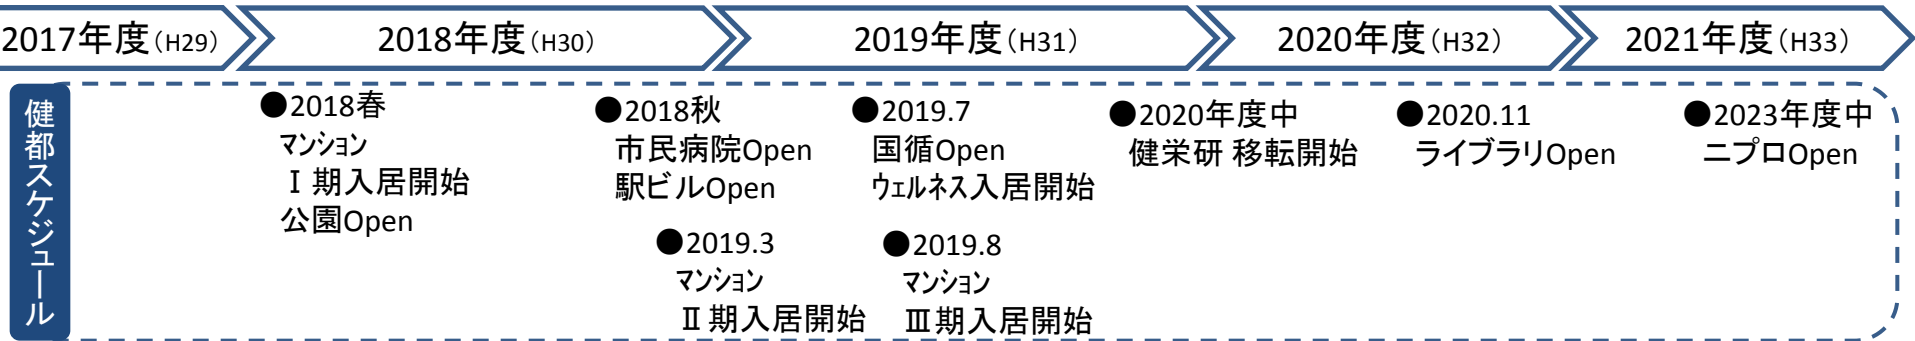 2017年度（H29）
2018年度（H30）
2019年度（H31）
2020年度（H32）
2021年度（H33）
健都スケジュール
●2018春
マンション
Ⅰ期入居開始
公園Open
●2018秋
市民病院Open
駅ビルOpen
●2019.3
マンション
Ⅱ期入居開始
●2019.7
国循Open
ウェルネス入居開始
●2019.8
マンション
Ⅲ期入居開始
●2020年度中
健栄研 移転開始
●2020.11
ライブラリOpen
●2023年度中
ニプロOpen